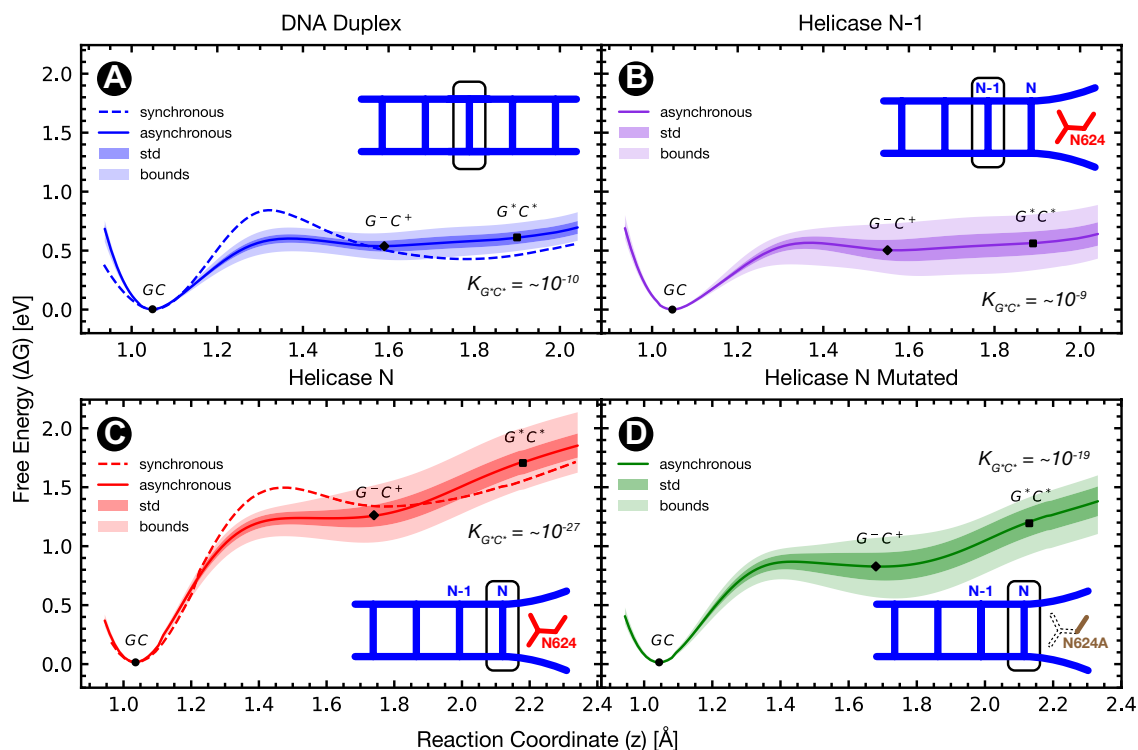 DNA Duplex
Helicase N-1
Free Energy (ΔG) [eV]
A
synchronous
asynchronous
std
bounds
2.0
1.5
1.0
0.5
0.0
GC
G⁻C⁺
G*C*
K_G*C* = ~10⁻¹⁰
1.0 1.2 1.4 1.6 1.8 2.0
B
asynchronous
std
bounds
N-1 N
N624
GC
G⁻C⁺
G*C*
K_G*C* = ~10⁻⁹
1.0 1.2 1.4 1.6 1.8 2.0
Helicase N
Helicase N Mutated
C
synchronous
asynchronous
std
bounds
2.0
1.5
1.0
0.5
0.0
GC
G⁻C⁺
G*C*
K_G*C* = ~10⁻²⁷
N-1 N
N624
1.0 1.2 1.4 1.6 1.8 2.0 2.2 2.4
D
asynchronous
std
bounds
K_G*C* = ~10⁻¹⁹
GC
G⁻C⁺
G*C*
N-1 N
N624A
1.0 1.2 1.4 1.6 1.8 2.0 2.2 2.4
Reaction Coordinate (z) [Å]